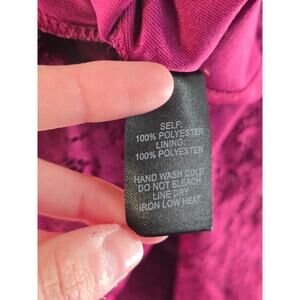 SELF:
100% POLYESTER
LINING:
100% POLYESTER
HAND WASH COLD
DO NOT BLEACH
LINE DRY
IRON LOW HEAT